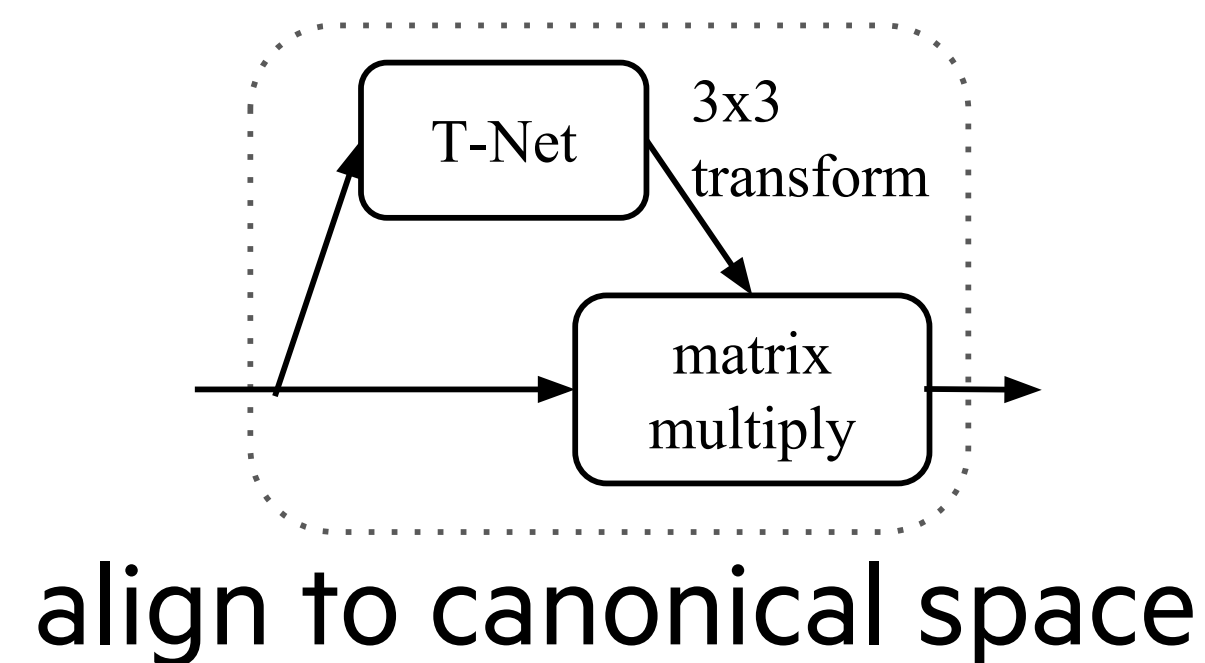 T-Net
3x3
transform
matrix
multiply
align to canonical space